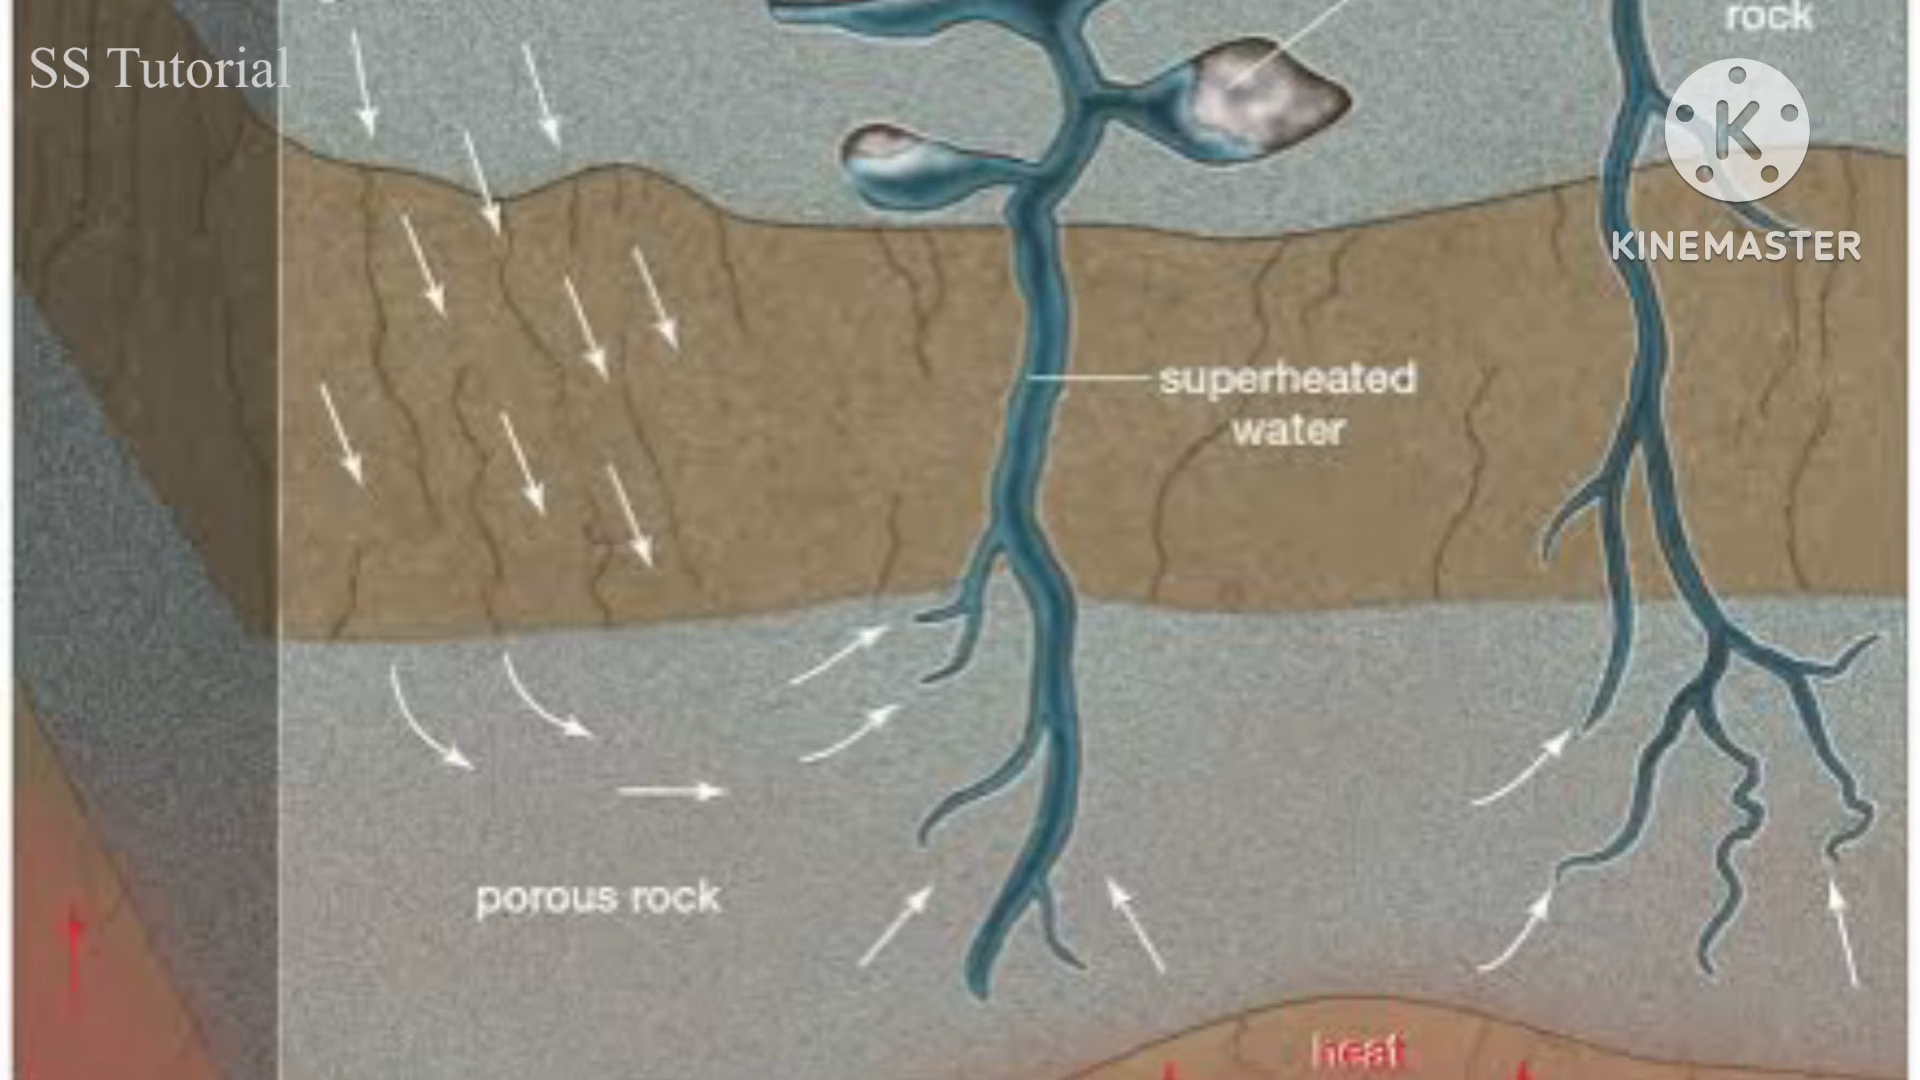 rock
SS Tutorial
K
KINEMASTER
superheated
water
porous rock
heat